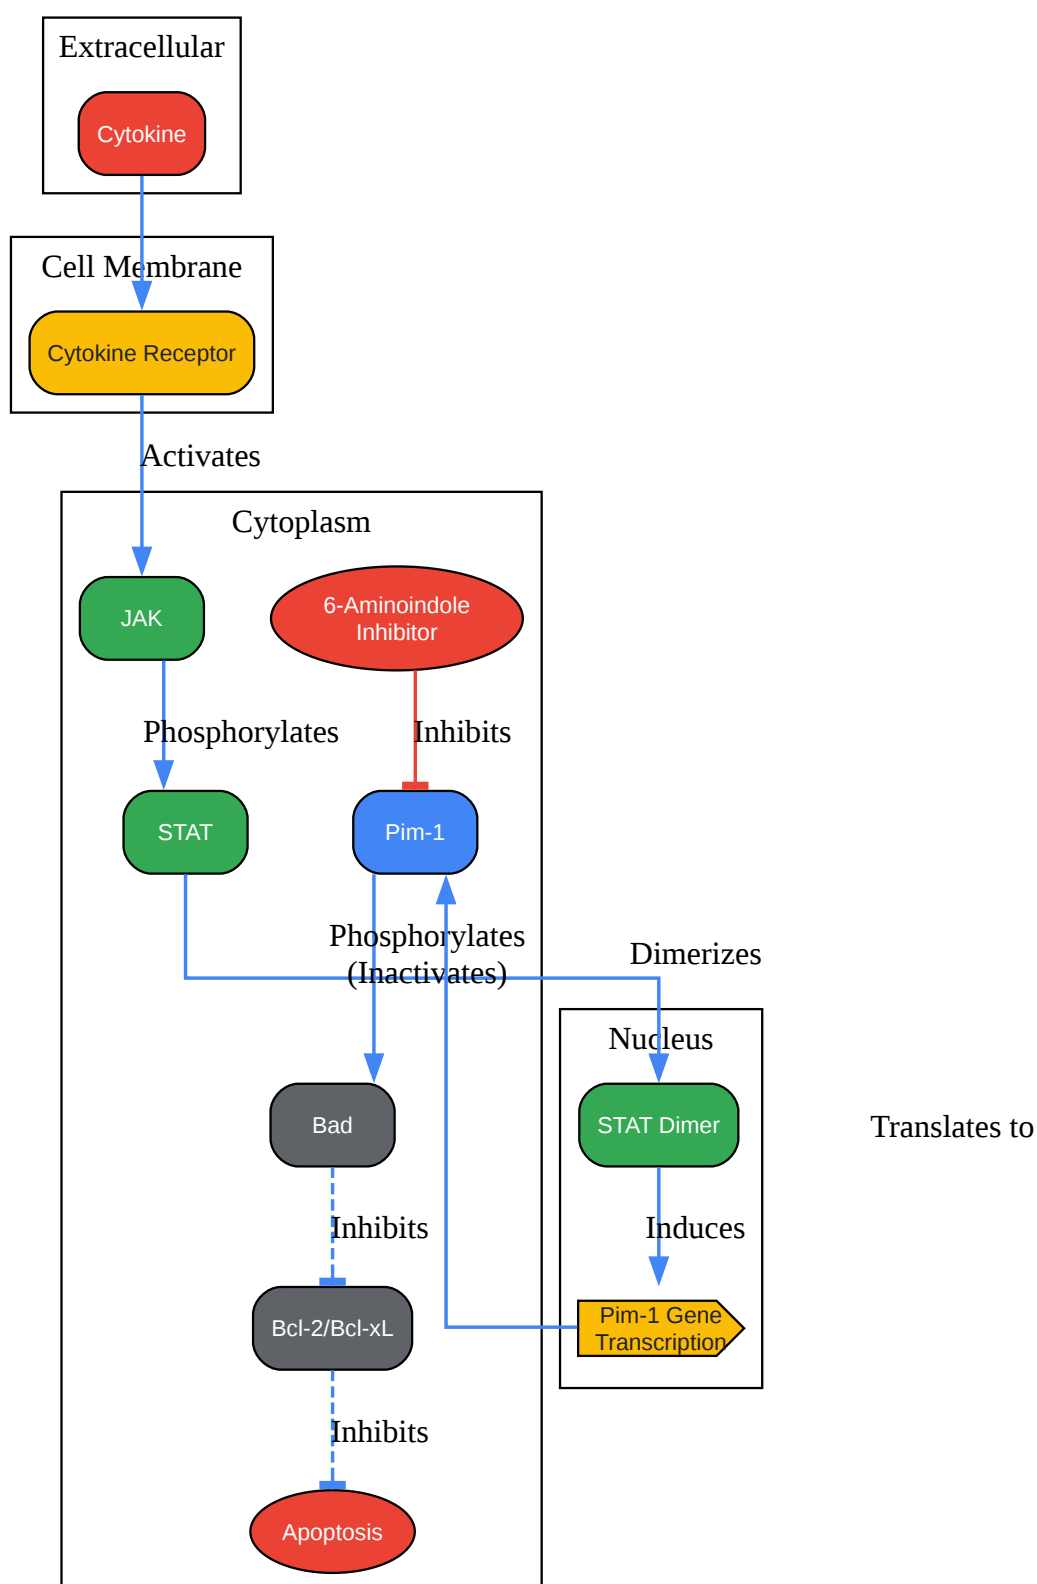 Extracellular
Cytokine
Cell Membrane
Cytokine Receptor
Activates
Cytoplasm
JAK
6-Aminoindole
Inhibitor
Phosphorylates
Inhibits
STAT
Pim-1
Phosphorylates
(Inactivates)
Dimerizes
Nucleus
Bad
STAT Dimer
Translates to
Inhibits
Induces
Bcl-2/Bcl-xL
Pim-1 Gene
Transcription
Inhibits
Apoptosis